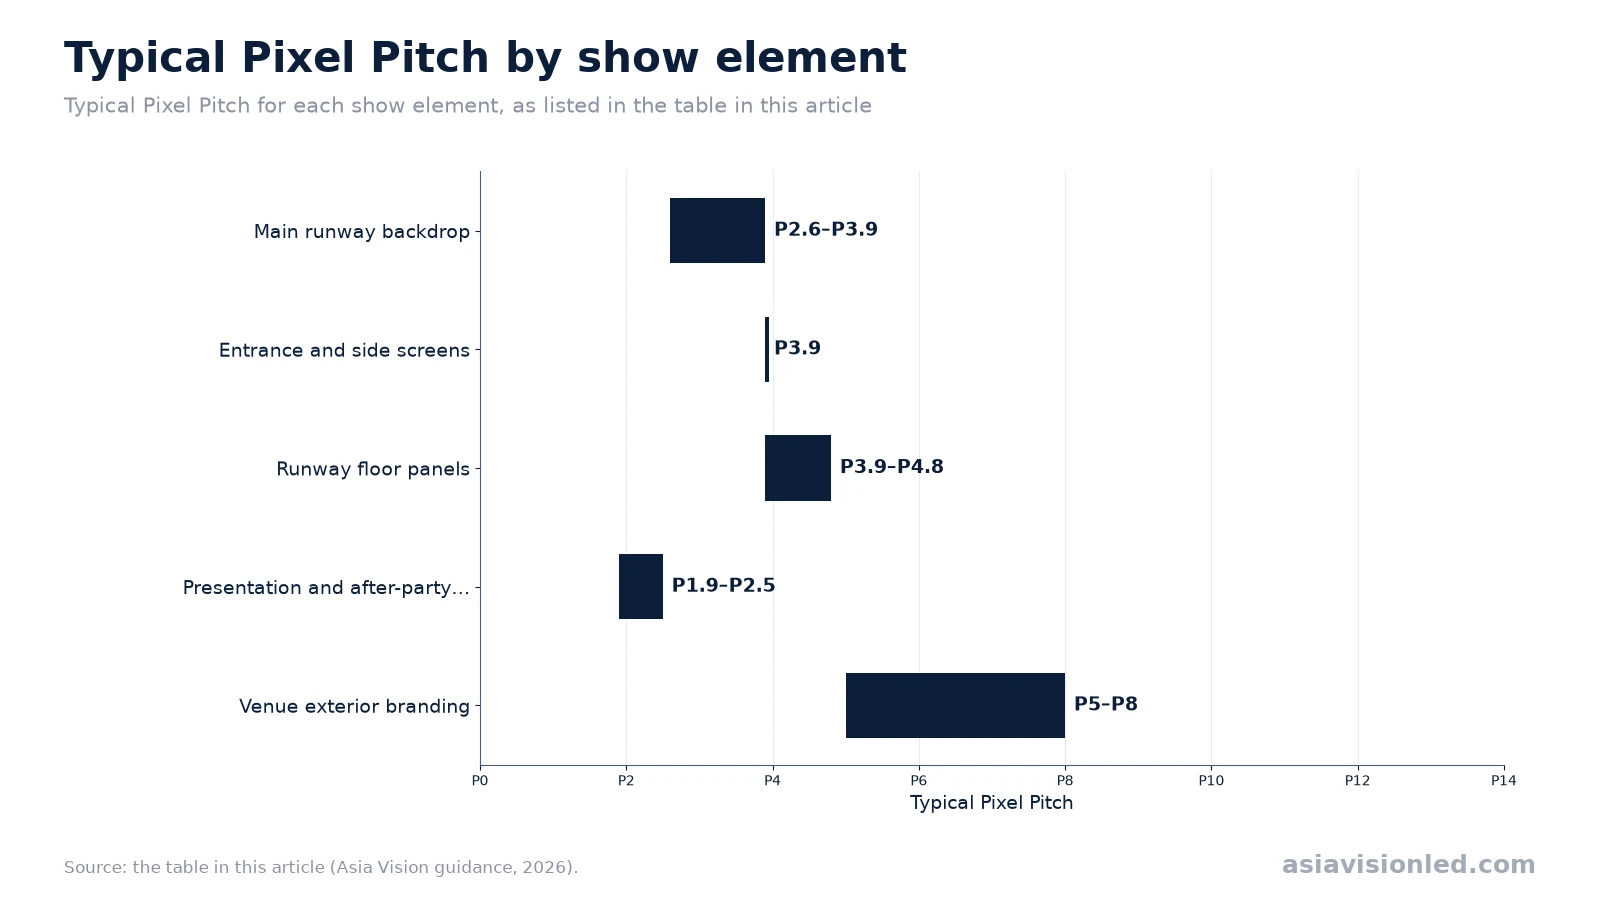 Typical Pixel Pitch by show element
Typical Pixel Pitch for each show element, as listed in the table in this article
Main runway backdrop
P2.6–P3.9
Entrance and side screens
P3.9
Runway floor panels
P3.9–P4.8
Presentation and after-party…
P1.9–P2.5
Venue exterior branding
P5–P8
P0 P2 P4 P6 P8 P10 P12 P14
Typical Pixel Pitch
Source: the table in this article (Asia Vision guidance, 2026).
asiavisionled.com